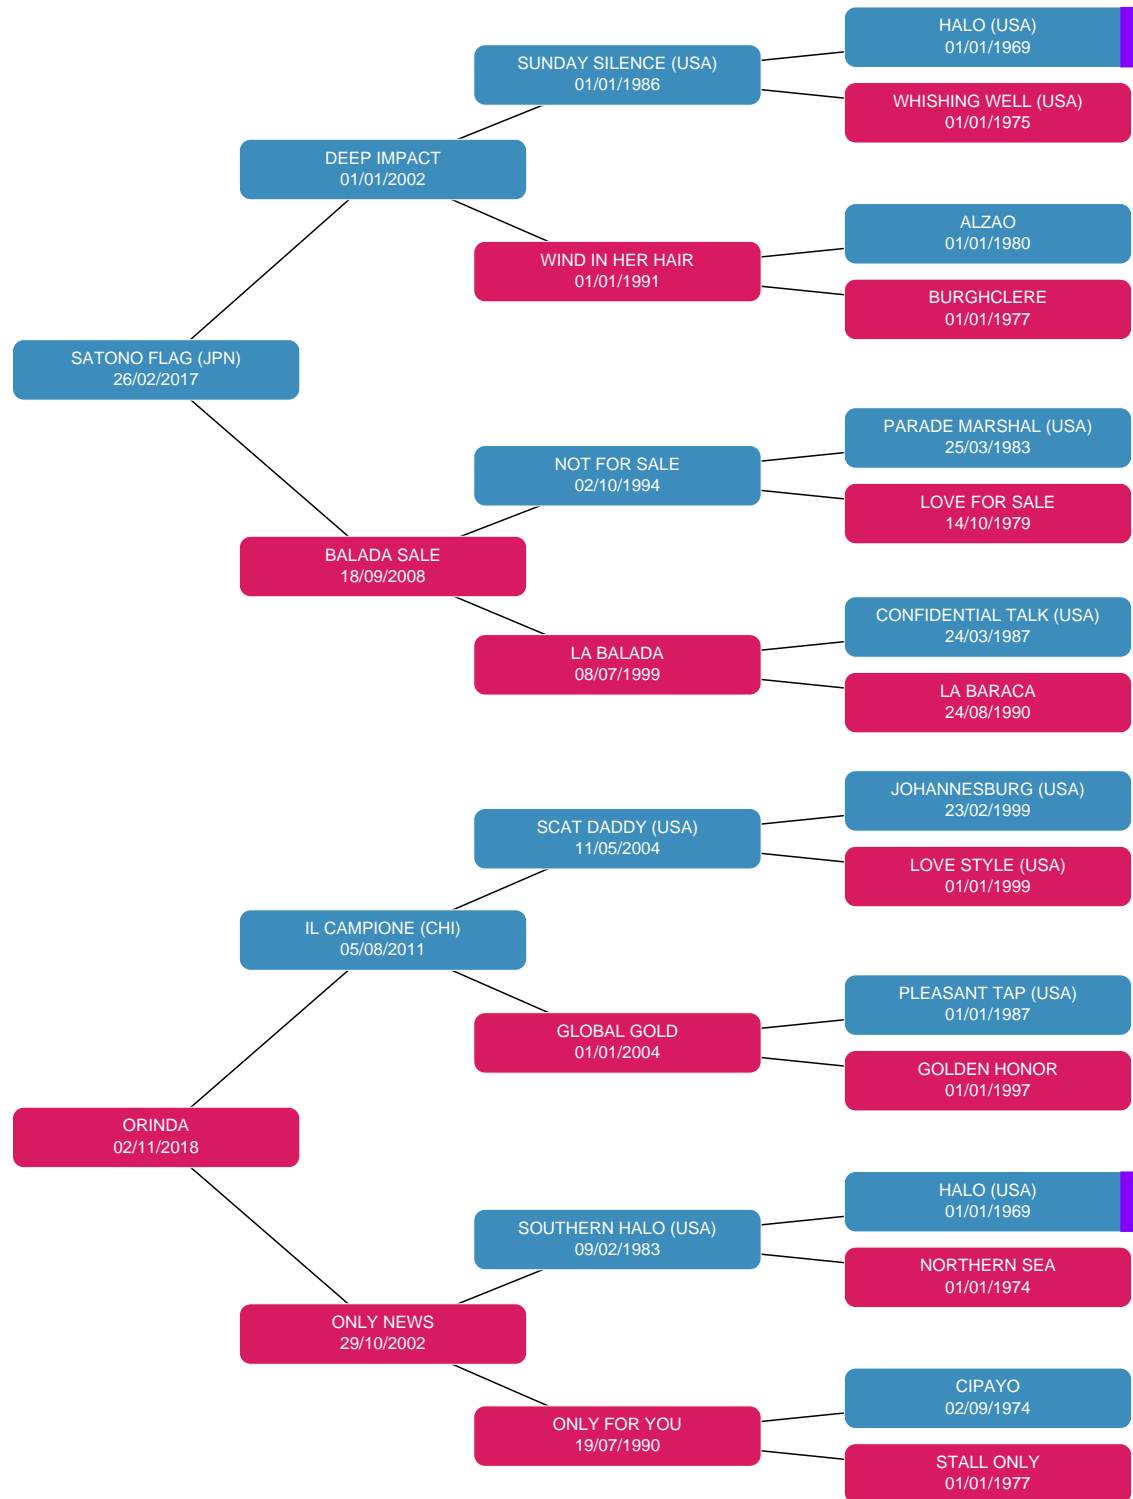 HALO (USA)
01/01/1969
SUNDAY SILENCE (USA)
01/01/1986
WHISHING WELL (USA)
01/01/1975
DEEP IMPACT
01/01/2002
ALZAO
01/01/1980
WIND IN HER HAIR
01/01/1991
BURGHCLERE
01/01/1977
SATONO FLAG (JPN)
26/02/2017
PARADE MARSHAL (USA)
25/03/1983
NOT FOR SALE
02/10/1994
LOVE FOR SALE
14/10/1979
BALADA SALE
18/09/2008
CONFIDENTIAL TALK (USA)
24/03/1987
LA BALADA
08/07/1999
LA BARACA
24/08/1990
JOHANNESBURG (USA)
23/02/1999
SCAT DADDY (USA)
11/05/2004
LOVE STYLE (USA)
01/01/1999
IL CAMPIONE (CHI)
05/08/2011
PLEASANT TAP (USA)
01/01/1987
GLOBAL GOLD
01/01/2004
GOLDEN HONOR
01/01/1997
ORINDA
02/11/2018
HALO (USA)
01/01/1969
SOUTHERN HALO (USA)
09/02/1983
NORTHERN SEA
01/01/1974
ONLY NEWS
29/10/2002
CIPAYO
02/09/1974
ONLY FOR YOU
19/07/1990
STALL ONLY
01/01/1977